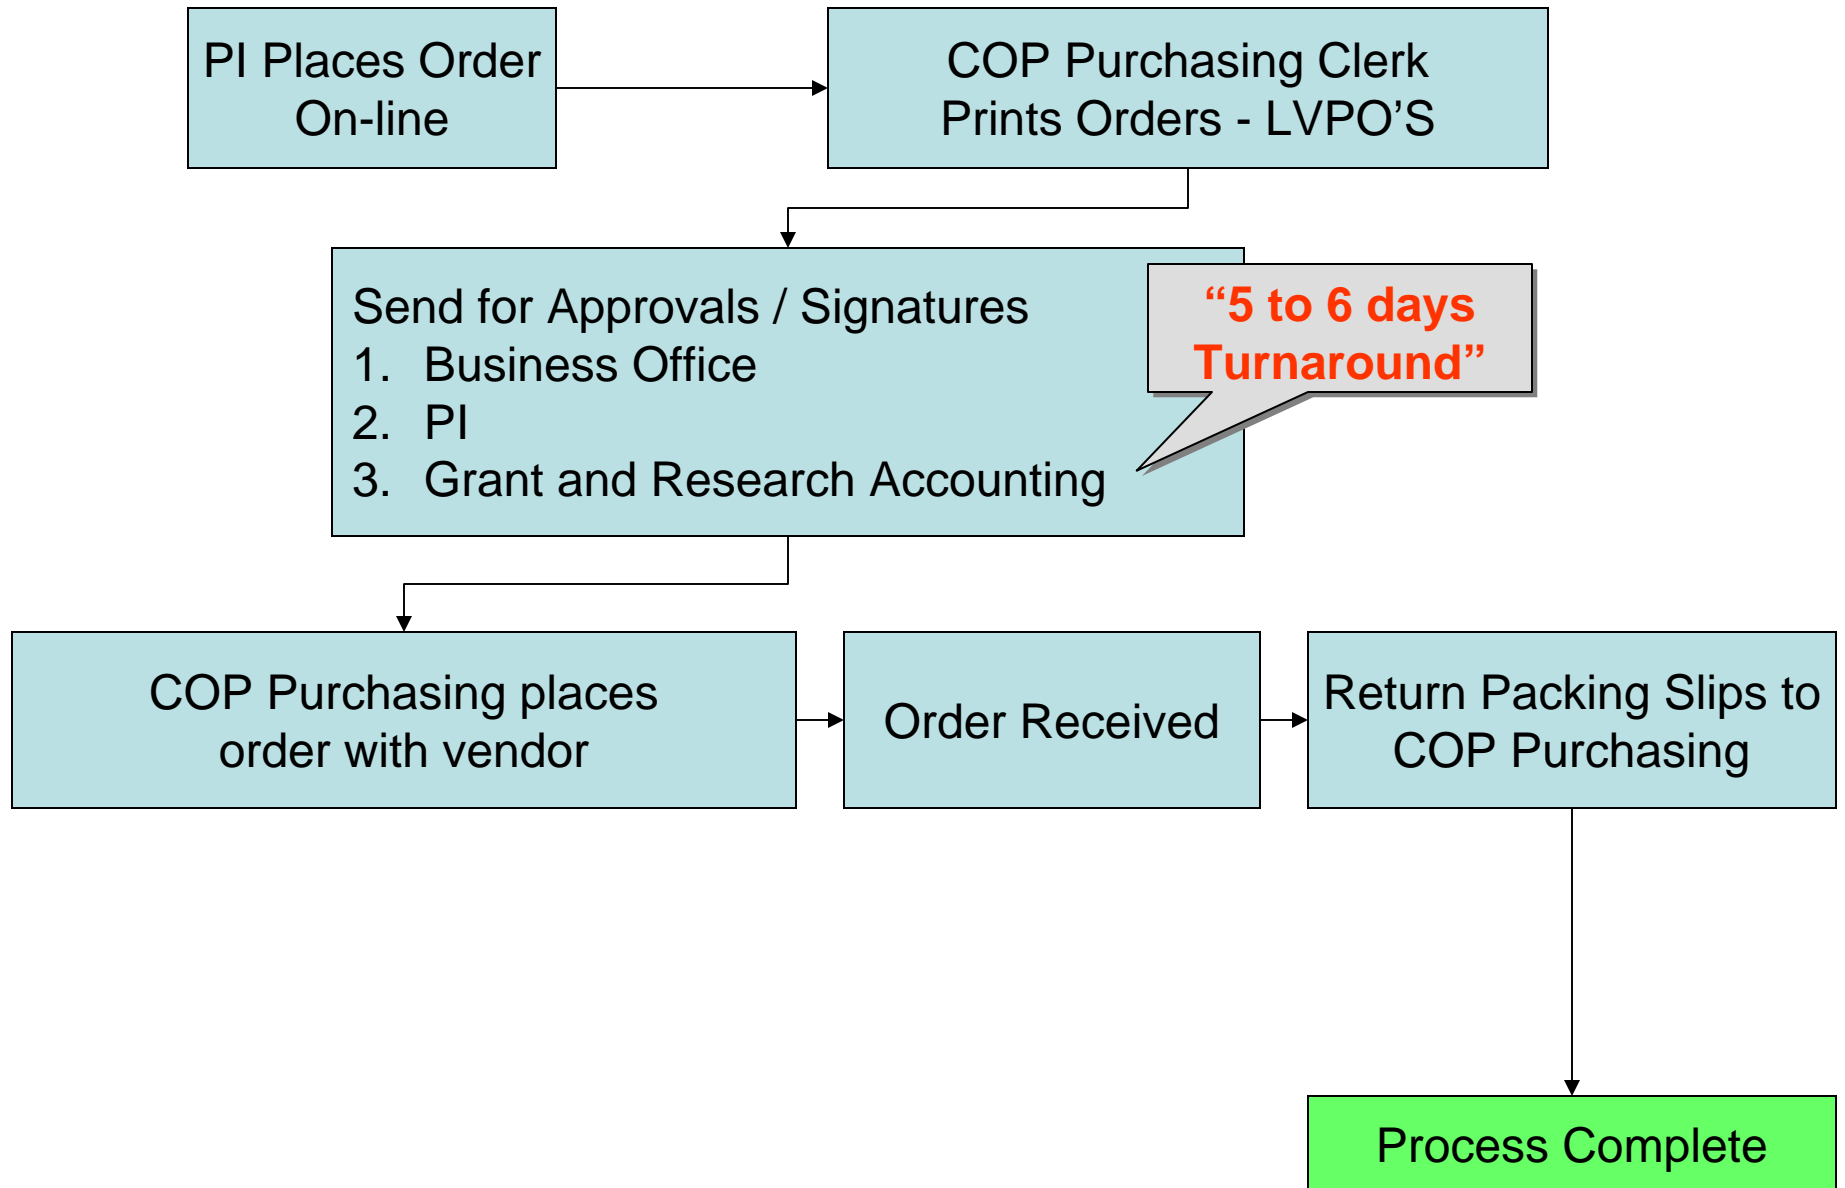 PI Places Order
On-line
COP Purchasing Clerk
Prints Orders - LVPO’S
Send for Approvals / Signatures
1. Business Office
2. PI
3. Grant and Research Accounting
“5 to 6 days
Turnaround”
COP Purchasing places
order with vendor
Order Received
Return Packing Slips to
COP Purchasing
Process Complete